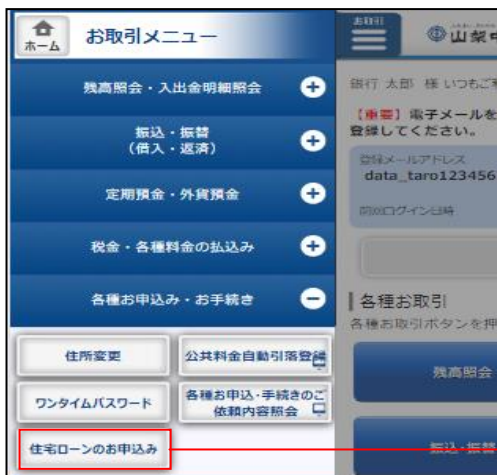 ホーム
お取引メニュー
残高照会・入出金明細照会
振込・振替
（借入・返済）
定期預金・外貨預金
税金・各種料金の払込み
各種お申込み・お手続き
住所変更
公共料金自動引落登録
ワンタイムパスワード
各種お申込・手続きのご
依頼内容照会
住宅ローンのお申込み
お取引
山梨中
銀行 太郎 様 いつもご利
【重要】電子メールを
登録してください。
登録メールアドレス
data_taro123456
前回ログイン日時
各種お取引
各種お取引ボタンを押
残高照会
振込・振替